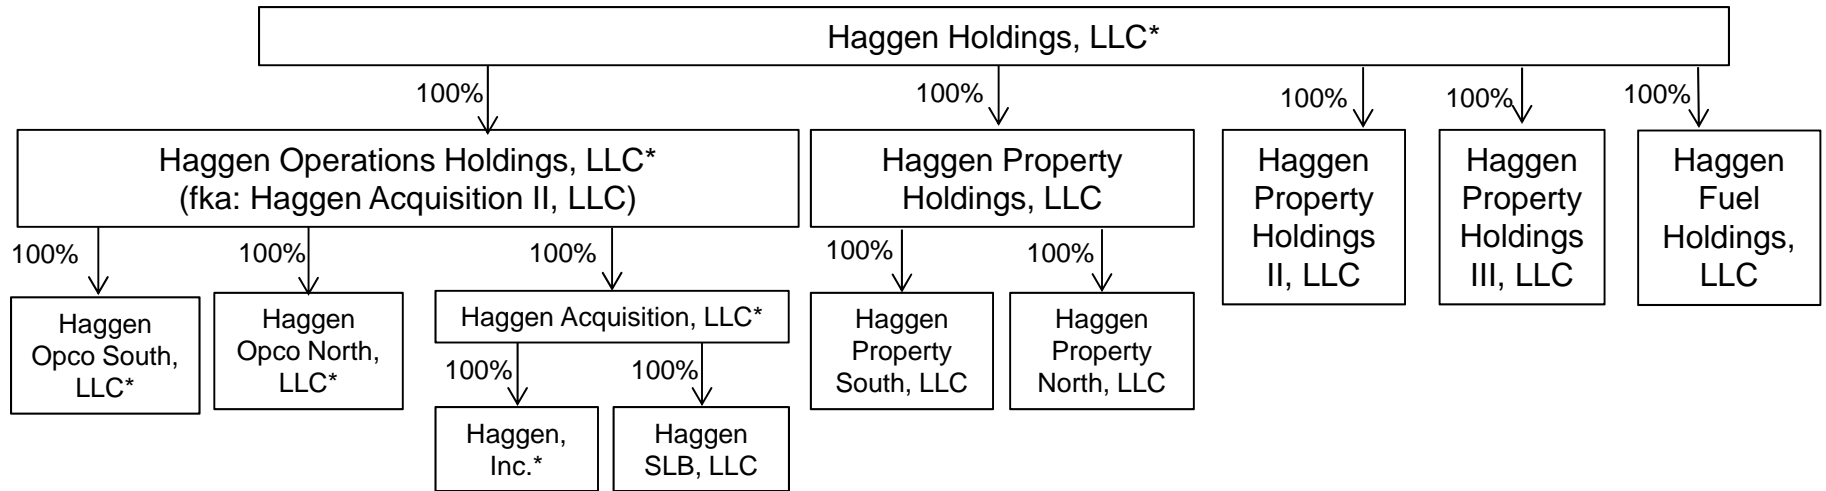 Haggen Holdings, LLC*
100%
100%
100%
100%
100%
Haggen Operations Holdings, LLC*
(fka: Haggen Acquisition II, LLC)
Haggen Property
Holdings, LLC
Haggen
Property
Holdings
II, LLC
Haggen
Property
Holdings
III, LLC
Haggen
Fuel
Holdings,
LLC
100%
100%
100%
100%
100%
Haggen
Opco South,
LLC*
Haggen
Opco North,
LLC*
Haggen Acquisition, LLC*
Haggen
Property
South, LLC
Haggen
Property
North, LLC
100%
100%
Haggen,
Inc.*
Haggen
SLB, LLC